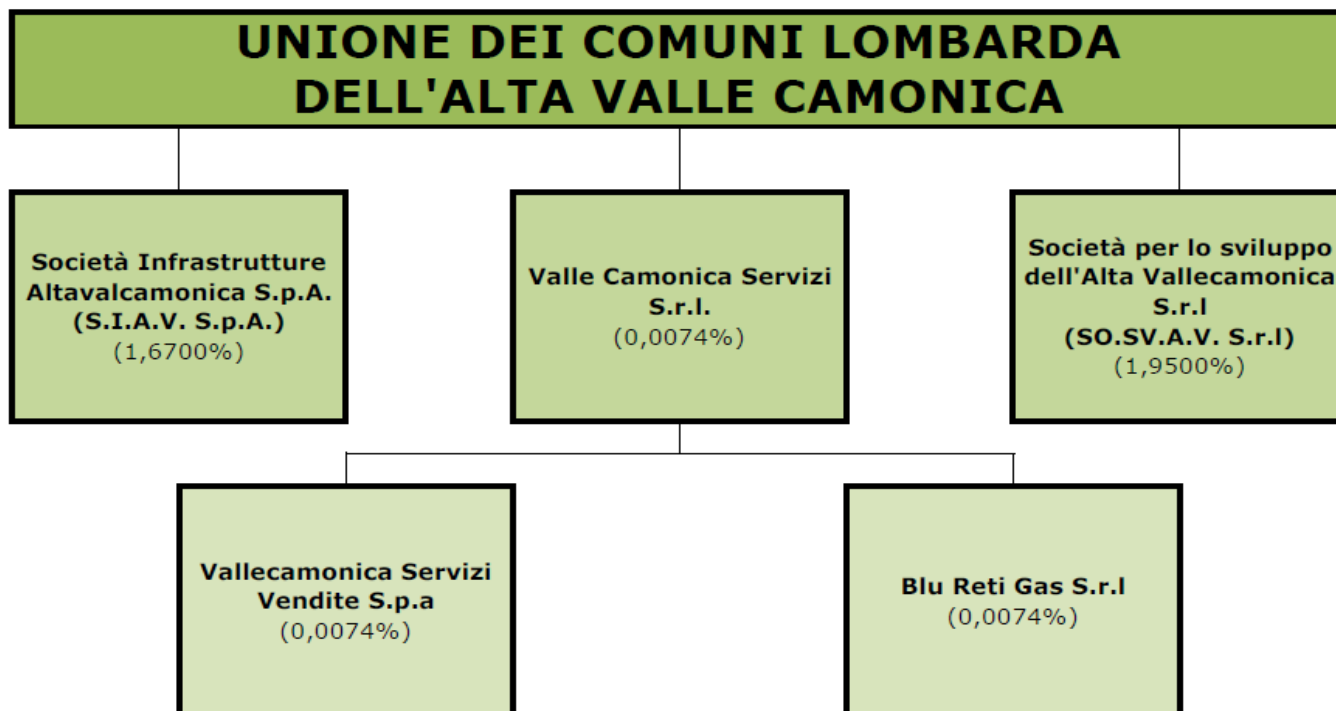 UNIONE DEI COMUNI LOMBARDA
DELL'ALTA VALLE CAMONICA
Società Infrastrutture
Altavalcamonica S.p.A.
(S.I.A.V. S.p.A.)
(1,6700%)
Valle Camonica Servizi
S.r.l.
(0,0074%)
Società per lo sviluppo
dell'Alta Vallecamonica
S.r.l
(SO.SV.A.V. S.r.l)
(1,9500%)
Vallecamonica Servizi
Vendite S.p.a
(0,0074%)
Blu Reti Gas S.r.l
(0,0074%)